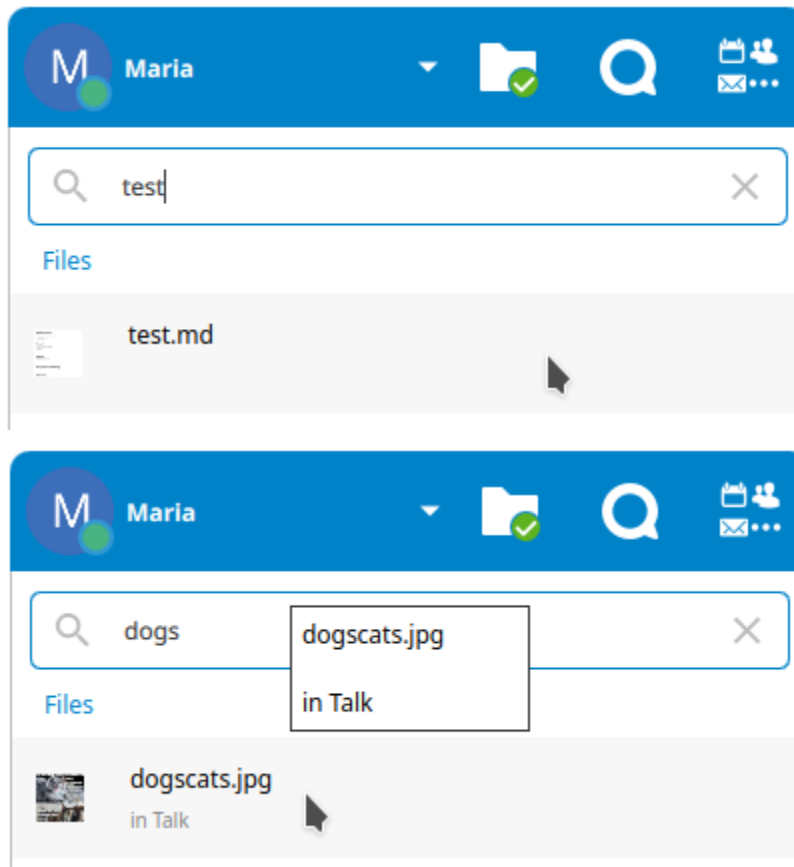 M Maria
test
Files
test.md
M Maria
dogs
dogscats.jpg
in Talk
Files
dogscats.jpg
in Talk